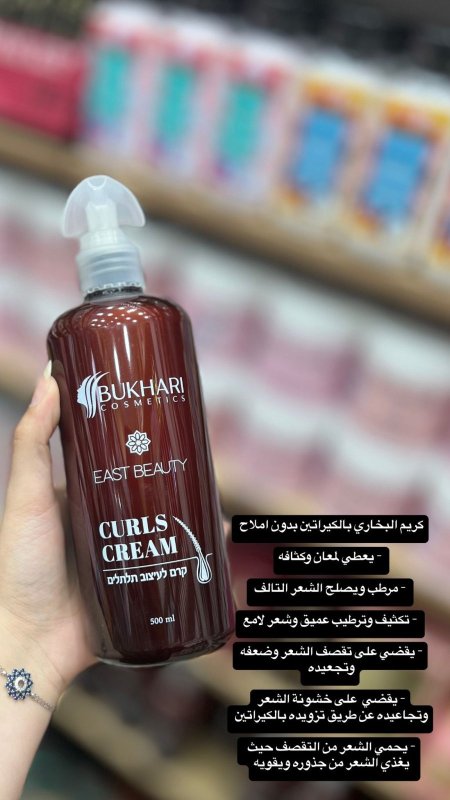 BUKHARI
COSMETICS
EAST BEAUTY
CURLS
CREAM
קרם לעיצוב תלתלים
500 ml
كريم البخاري بالكيراتين بدون املاح
- يعطي لمعان وكثافه
- مرطب ويصلح الشعر التالف
- تكثيف وترطيب عميق وشعر لامع
- يقضي على تقصف الشعر وضعفه
وتجعيده
- يقضي على خشونة الشعر
وتجاعيده عن طريق تزويده بالكيراتين
- يحمي الشعر من التقصف حيث
يغذي الشعر من جذوره ويقويه